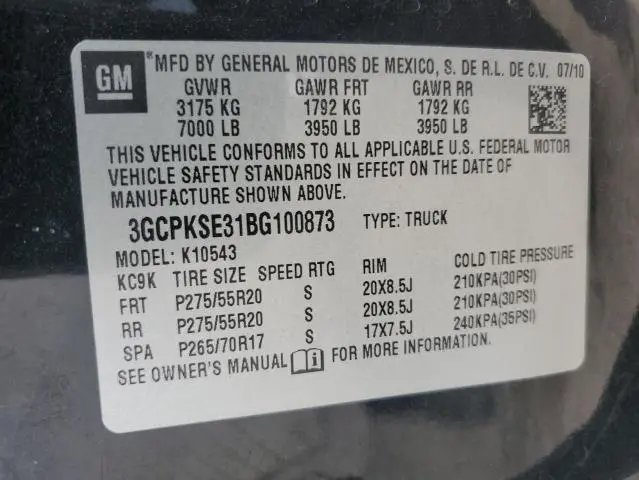 GM
*MFD BY GENERAL MOTORS DE MEXICO, S. DE R.L. DE C.V. 07/10
GVWR GAWR FRT GAWR RR
3175 KG 1792 KG 1792 KG
7000 LB 3950 LB 3950 LB
THIS VEHICLE CONFORMS TO ALL APPLICABLE U.S. FEDERAL MOTOR
VEHICLE SAFETY STANDARDS IN EFFECT ON THE DATE OF
MANUFACTURE SHOWN ABOVE.
3GCPKSE31BG100873 TYPE: TRUCK
MODEL: K10543
KC9K TIRE SIZE SPEED RTG RIM COLD TIRE PRESSURE
FRT P275/55R20 S 20X8.5J 210KPA(30PSI)
RR P275/55R20 S 20X8.5J 210KPA(30PSI)
SPA P265/70R17 S 17X7.5J 240KPA(35PSI)
SEE OWNER'S MANUAL i FOR MORE INFORMATION.